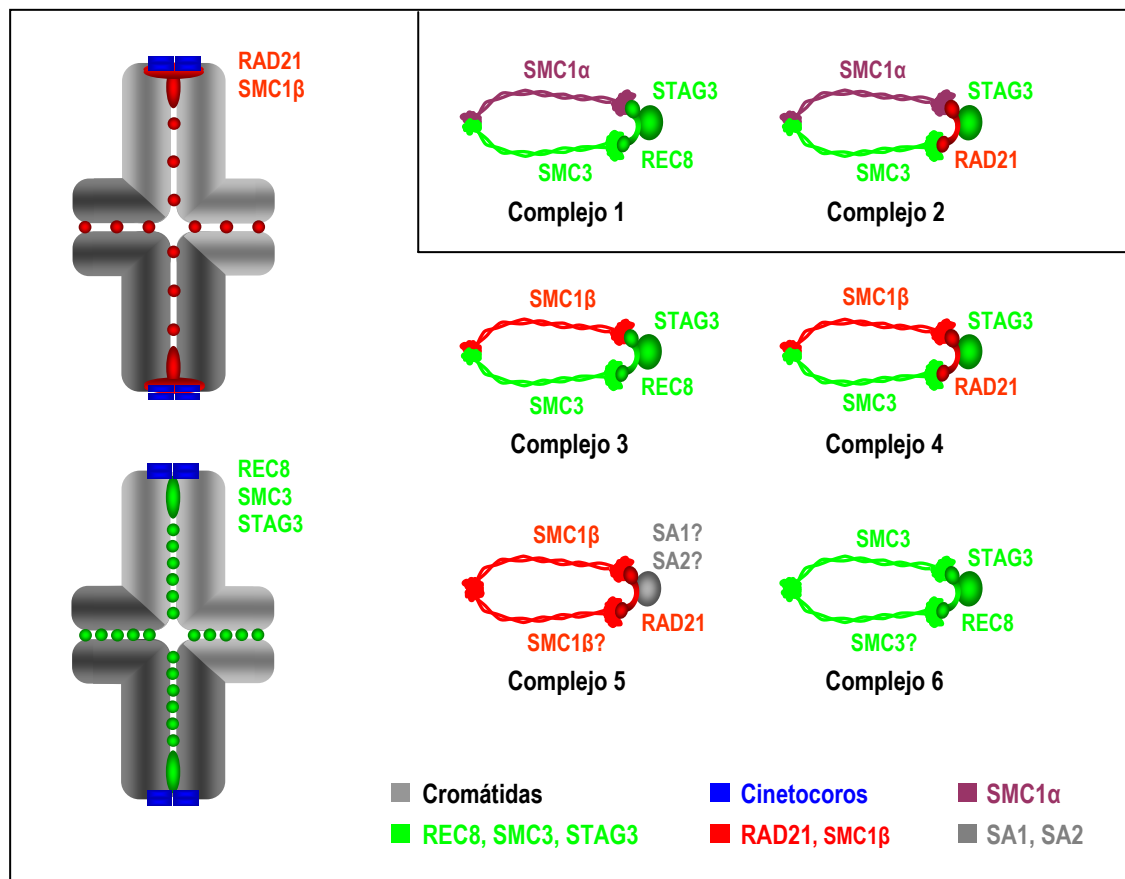 RAD21
SMC1β
SMC1α
STAG3
REC8
SMC3
Complejo 1
SMC1α
STAG3
RAD21
SMC3
Complejo 2
SMC1β
STAG3
REC8
SMC3
Complejo 3
SMC1β
STAG3
RAD21
SMC3
Complejo 4
REC8
SMC3
STAG3
SMC1β
SA1?
SA2?
RAD21
SMC1β?
Complejo 5
SMC3
STAG3
REC8
SMC3?
Complejo 6
Cromátidas
Cinetocoros
SMC1α
REC8, SMC3, STAG3
RAD21, SMC1β
SA1, SA2